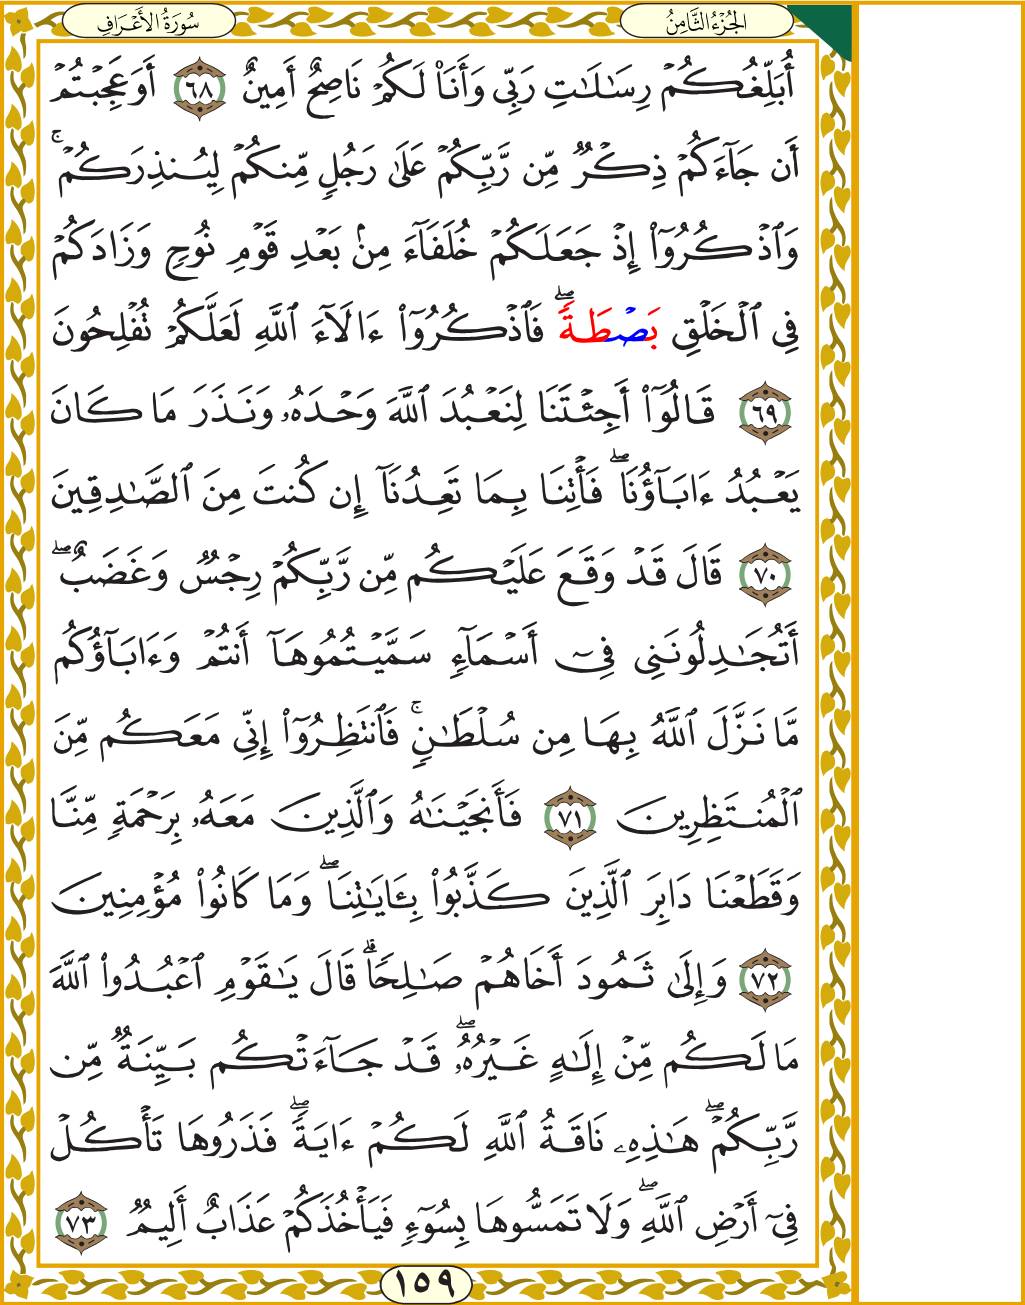 الجُزْءُ الثَّامِنُ
سُورَةُ الأَعْرَافِ
أُبَلِّغُكُمْ رِسَٰلَٰتِ رَبِّى وَأَنَا۠ لَكُمْ نَاصِحٌ أَمِينٌ ٦٨ أَوَعَجِبْتُمْ
أَن جَآءَكُمْ ذِكْرٌ مِّن رَّبِّكُمْ عَلَىٰ رَجُلٍ مِّنكُمْ لِيُنذِرَكُمْ ۚ
وَٱذْكُرُوٓا۟ إِذْ جَعَلَكُمْ خُلَفَآءَ مِنۢ بَعْدِ قَوْمِ نُوحٍ وَزَادَكُمْ
فِى ٱلْخَلْقِ بَصْطَةً ۖ فَٱذْكُرُوٓا۟ ءَالَآءَ ٱللَّهِ لَعَلَّكُمْ تُفْلِحُونَ
٦٩ قَالُوٓا۟ أَجِئْتَنَا لِنَعْبُدَ ٱللَّهَ وَحْدَهُۥ وَنَذَرَ مَا كَانَ
يَعْبُدُ ءَابَآؤُنَا ۖ فَأْتِنَا بِمَا تَعِدُنَآ إِن كُنتَ مِنَ ٱلصَّٰدِقِينَ
٧٠ قَالَ قَدْ وَقَعَ عَلَيْكُم مِّن رَّبِّكُمْ رِجْسٌ وَغَضَبٌ ۖ
أَتُجَٰدِلُونَنِى فِىٓ أَسْمَآءٍ سَمَّيْتُمُوهَآ أَنتُمْ وَءَابَآؤُكُم
مَّا نَزَّلَ ٱللَّهُ بِهَا مِن سُلْطَٰنٍ ۚ فَٱنتَظِرُوٓا۟ إِنِّى مَعَكُم مِّنَ
ٱلْمُنتَظِرِينَ ٧١ فَأَنجَيْنَٰهُ وَٱلَّذِينَ مَعَهُۥ بِرَحْمَةٍ مِّنَّا
وَقَطَعْنَا دَابِرَ ٱلَّذِينَ كَذَّبُوا۟ بِـَٔايَٰتِنَا ۖ وَمَا كَانُوا۟ مُؤْمِنِينَ
٧٢ وَإِلَىٰ ثَمُودَ أَخَاهُمْ صَٰلِحًا ۗ قَالَ يَٰقَوْمِ ٱعْبُدُوا۟ ٱللَّهَ
مَا لَكُم مِّنْ إِلَٰهٍ غَيْرُهُۥ ۖ قَدْ جَآءَتْكُم بَيِّنَةٌ مِّن
رَّبِّكُمْ ۖ هَٰذِهِۦ نَاقَةُ ٱللَّهِ لَكُمْ ءَايَةً ۖ فَذَرُوهَا تَأْكُلْ
فِىٓ أَرْضِ ٱللَّهِ ۖ وَلَا تَمَسُّوهَا بِسُوٓءٍ فَيَأْخُذَكُمْ عَذَابٌ أَلِيمٌ ٧٣
١٥٩